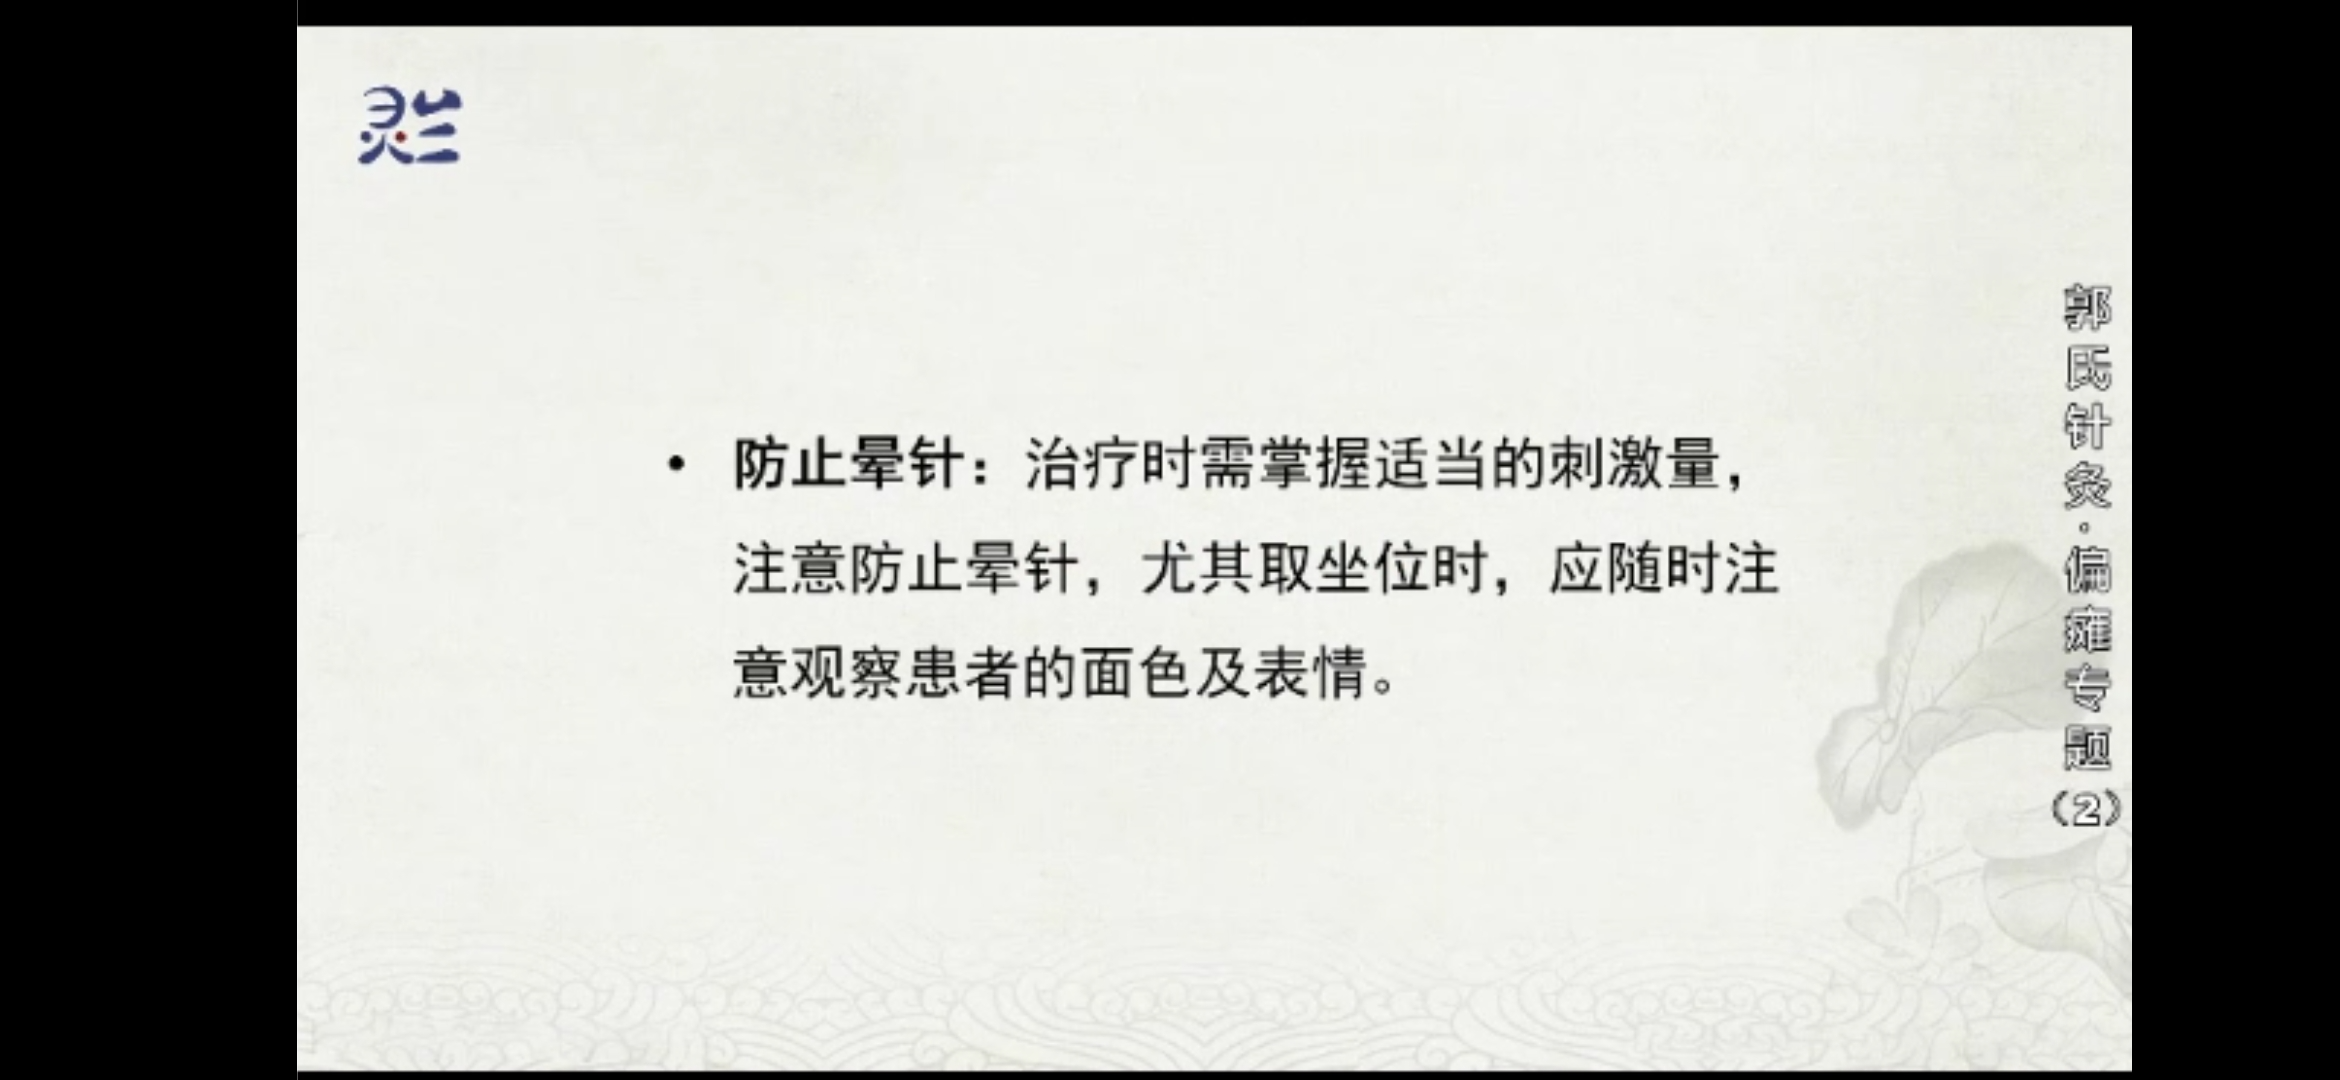 • 防止晕针：治疗时需掌握适当的刺激量，
注意防止晕针，尤其取坐位时，应随时注
意观察患者的面色及表情。
郭氏针灸·偏瘫专题（2）